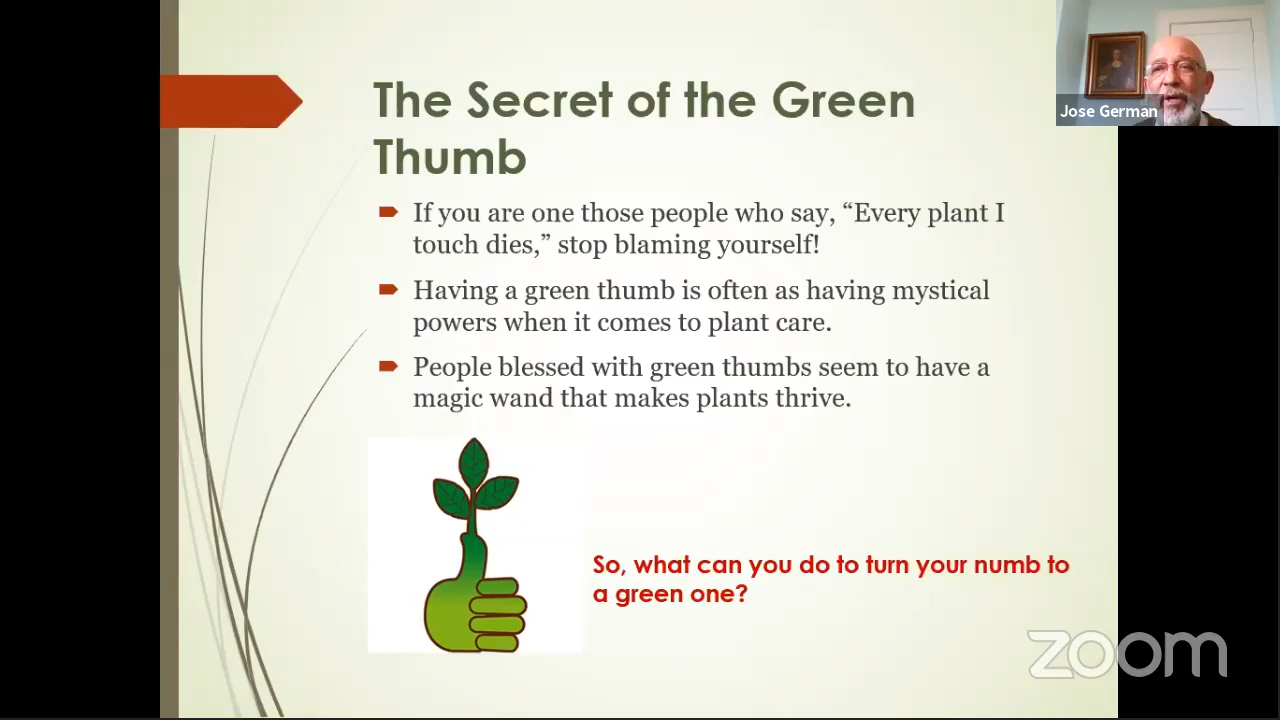 The Secret of the Green
Thumb
If you are one those people who say, “Every plant I
touch dies,” stop blaming yourself!
Having a green thumb is often as having mystical
powers when it comes to plant care.
People blessed with green thumbs seem to have a
magic wand that makes plants thrive.
So, what can you do to turn your numb to
a green one?
Jose German
zoom